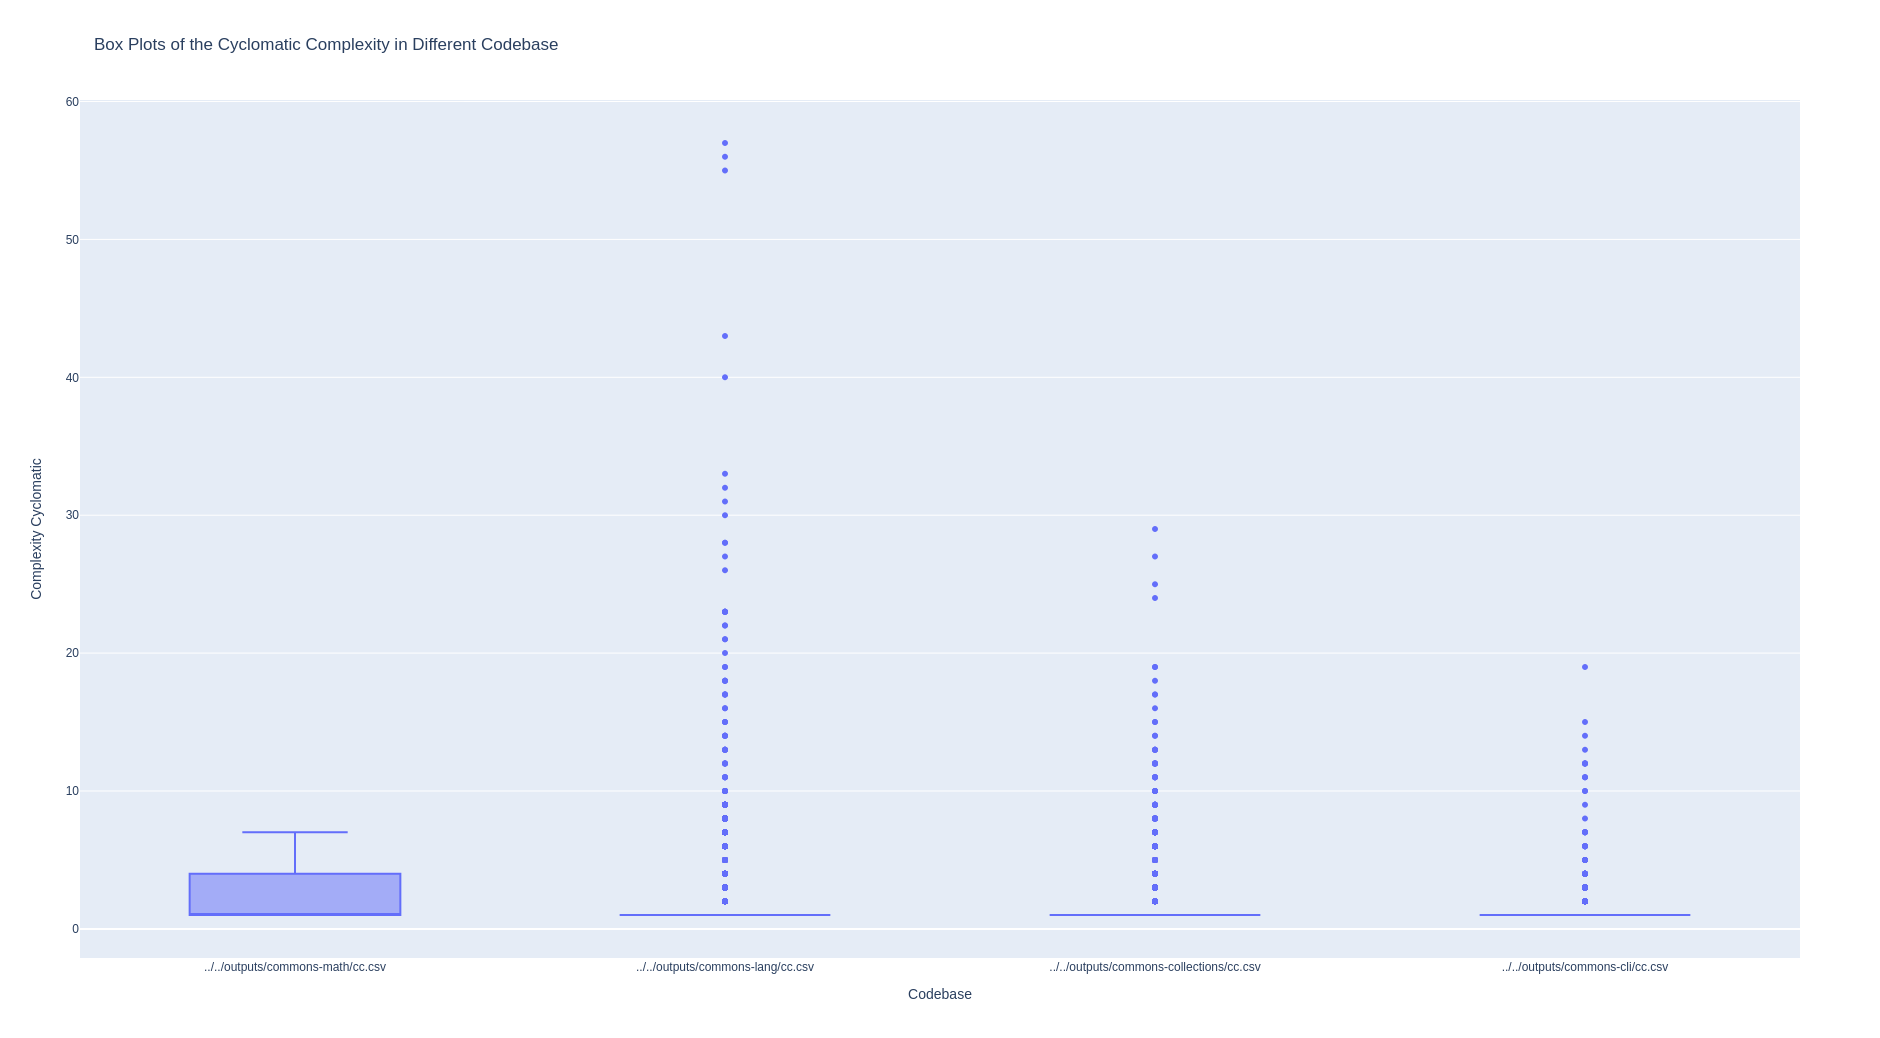 Box Plots of the Cyclomatic Complexity in Different Codebase
60
50
40
30
20
10
0
Complexity Cyclomatic
../../outputs/commons-math/cc.csv
../../outputs/commons-lang/cc.csv
../../outputs/commons-collections/cc.csv
../../outputs/commons-cli/cc.csv
Codebase